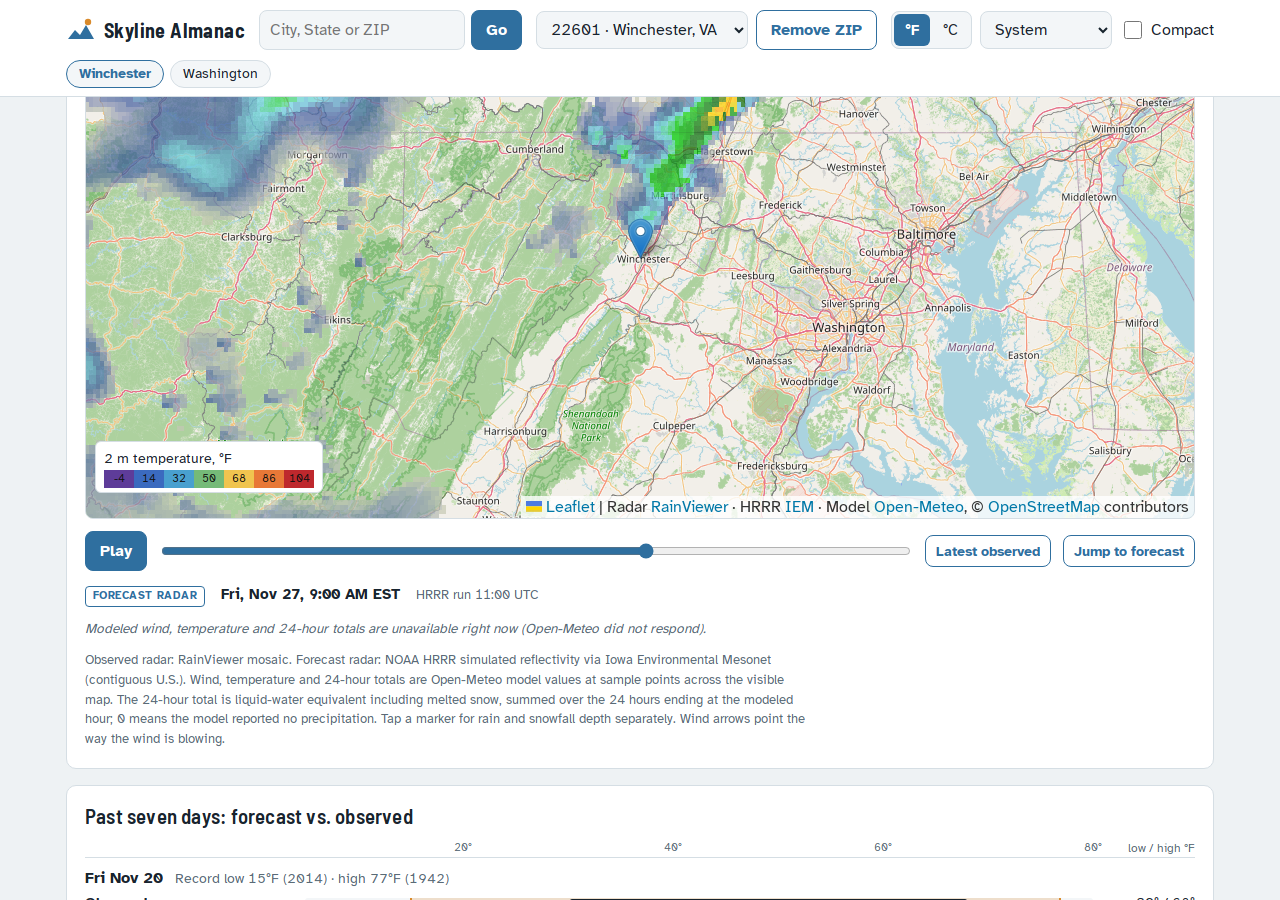 Skyline Almanac
City, State or ZIP
Go
22601 · Winchester, VA
Remove ZIP
°F
°C
System
Compact
Winchester
Washington
Chester
Hanover
Wilmington
Morgantown
Cumberland
Hagerstown
Westminster
Bel Air
Fairmont
Martinsburg
Frederick
Towson
Middletown
Clarksburg
Baltimore
Winchester
Columbia
Leesburg
Gaithersburg
Laurel
Delaware
Silver Spring
Annapolis
Elkins
Washington
Milford
Alexandria
Maryland
Easton
Manassas
Woodbridge
Waldorf
Shenandoah
National
Park
Harrisonburg
Culpeper
Salisbury
Fredericksburg
Staunton
2 m temperature, °F
-4 14 32 50 68 86 104
Leaflet | Radar RainViewer · HRRR IEM · Model Open-Meteo, © OpenStreetMap contributors
Play
Latest observed
Jump to forecast
FORECAST RADAR
Fri, Nov 27, 9:00 AM EST
HRRR run 11:00 UTC
Modeled wind, temperature and 24-hour totals are unavailable right now (Open-Meteo did not respond).
Observed radar: RainViewer mosaic. Forecast radar: NOAA HRRR simulated reflectivity via Iowa Environmental Mesonet
(contiguous U.S.). Wind, temperature and 24-hour totals are Open-Meteo model values at sample points across the visible
map. The 24-hour total is liquid-water equivalent including melted snow, summed over the 24 hours ending at the modeled
hour; 0 means the model reported no precipitation. Tap a marker for rain and snowfall depth separately. Wind arrows point the
way the wind is blowing.
Past seven days: forecast vs. observed
20° 40° 60° 80° low / high °F
Fri Nov 20 Record low 15°F (2014) · high 77°F (1942)